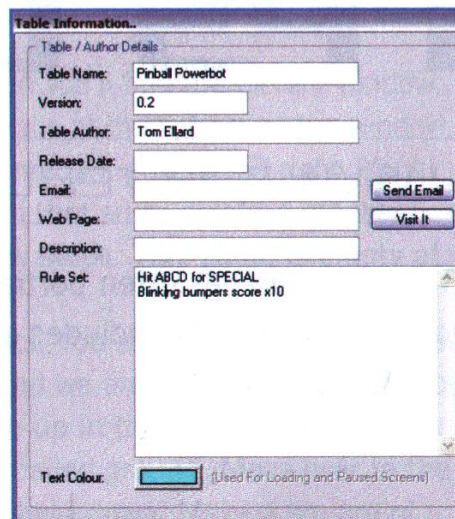 Table Information..
Table / Author Details
Table Name: Pinball Powerbot
Version: 0.2
Table Author: Tom Ellard
Release Date:
Email: Send Email
Web Page: Visit It
Description:
Rule Set: Hit ABCD for SPECIAL
Blinking bumpers score x10
Text Colour: (Used For Loading and Paused Screens)